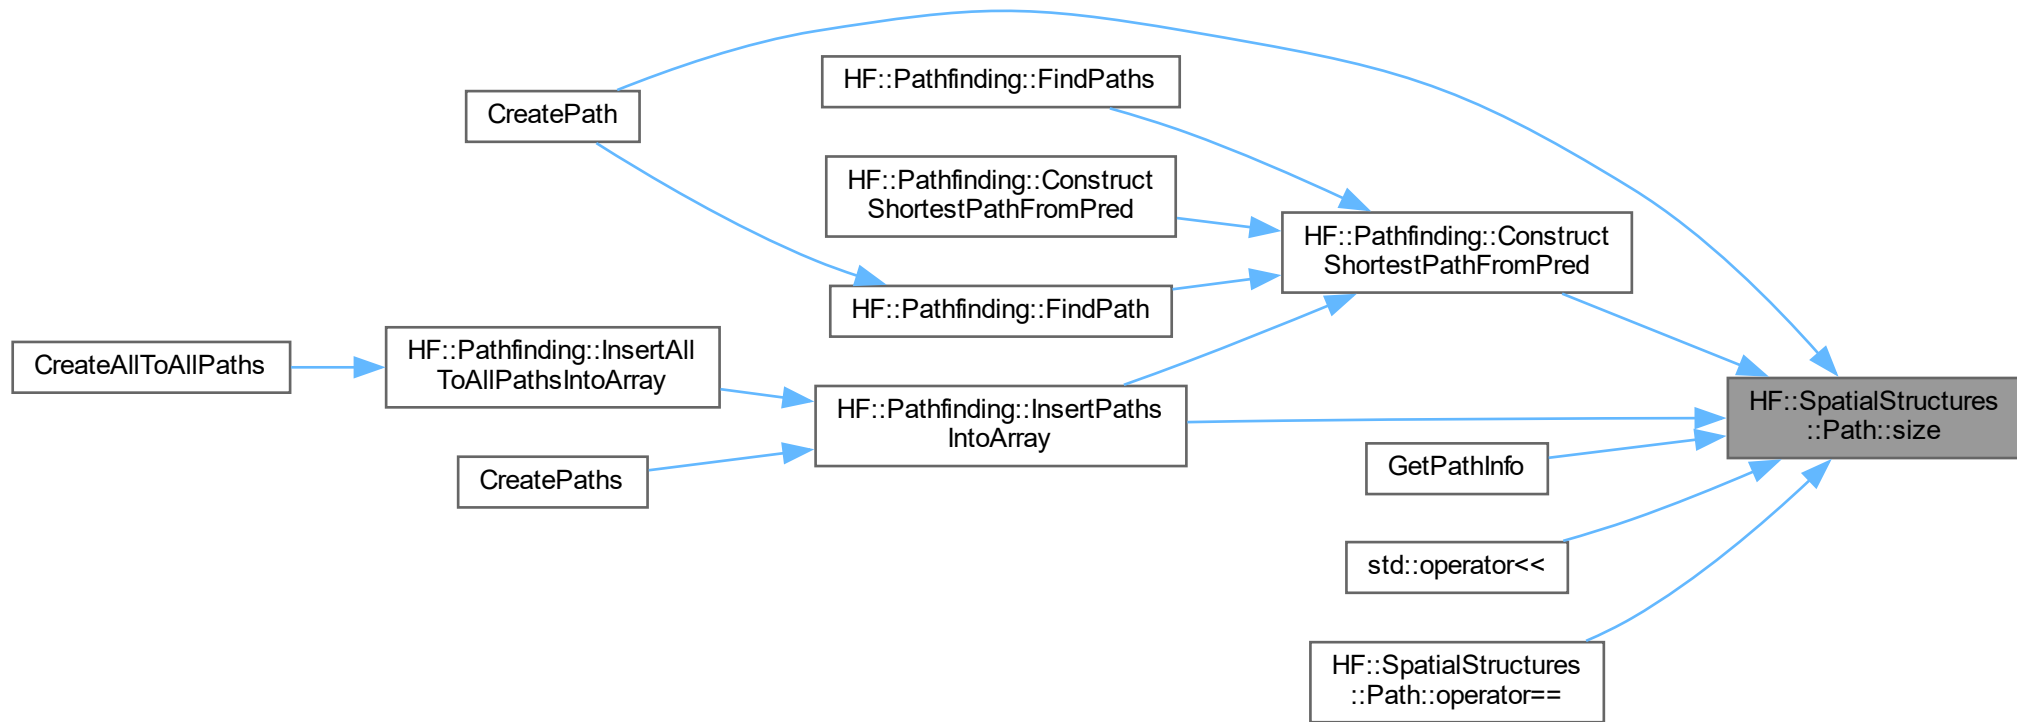 HF::Pathfinding::FindPaths
CreatePath
HF::Pathfinding::Construct
ShortestPathFromPred
HF::Pathfinding::Construct
ShortestPathFromPred
HF::Pathfinding::FindPath
HF::Pathfinding::InsertAll
ToAllPathsIntoArray
CreateAllToAllPaths
HF::Pathfinding::InsertPaths
IntoArray
HF::SpatialStructures
::Path::size
GetPathInfo
CreatePaths
std::operator<<
HF::SpatialStructures
::Path::operator==